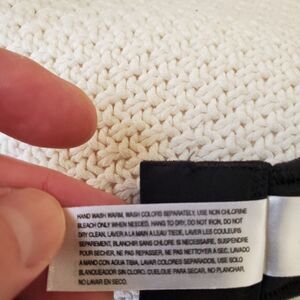 HAND WASH WARM, WASH COLORS SEPARATELY, USE NON CHLORINE
BLEACH ONLY WHEN NEEDED, HANG TO DRY, DO NOT IRON, DO NOT
DRY CLEAN. LAVER A LA MAIN A L'EAU TIEDE, LAVER LES COULEURS
SEPAREMENT, BLANCHIR SANS CHLORE SI NECESSAIRE, SUSPENDRE
POUR SÉCHER, NE PAS REPASSER, NE PAS NETTOYER A SEC. LAVADO
A MANO CON AGUA TIBIA, LAVAR COLORES SEPARADOS, USE SOLO
BLANQUEADOR SIN CLORO, CUELGUE PARA SECAR, NO PLANCHAR,
NO LAVAR EN SECO.